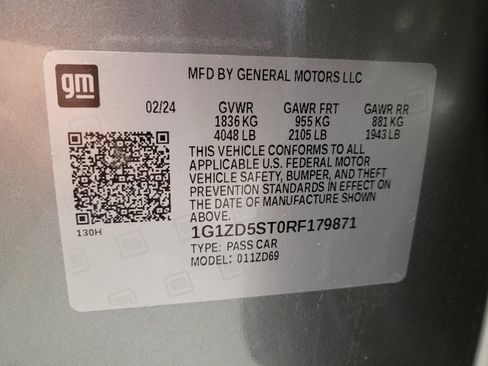 gm
MFD BY GENERAL MOTORS LLC
02/24 GVWR GAWR FRT GAWR RR
1836 KG 955 KG 881 KG
4048 LB 2105 LB 1943 LB
THIS VEHICLE CONFORMS TO ALL
APPLICABLE U.S. FEDERAL MOTOR
VEHICLE SAFETY, BUMPER, AND THEFT
PREVENTION STANDARDS IN EFFECT ON
THE DATE OF MANUFACTURE SHOWN
ABOVE.
130H
1G1ZD5ST0RF179871
TYPE: PASS CAR
MODEL: 011ZD69